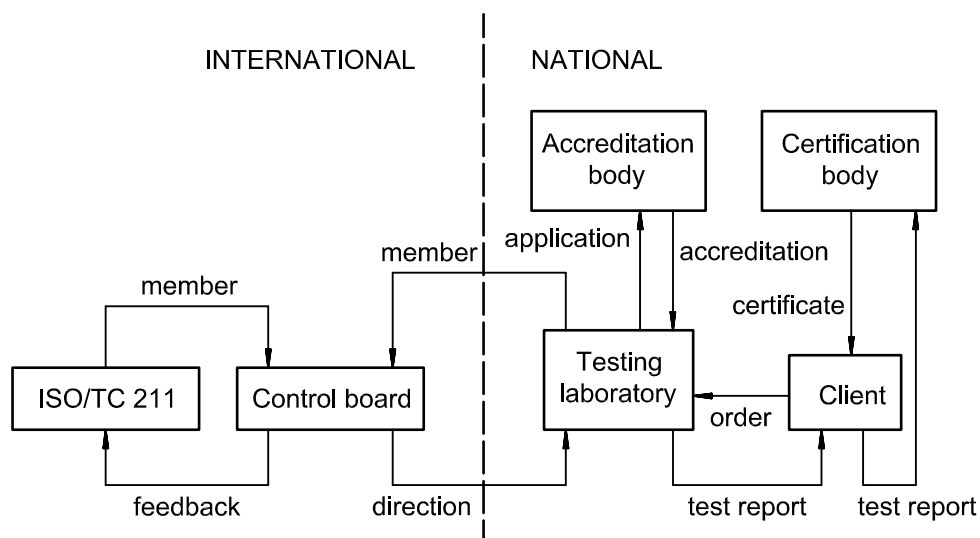 INTERNATIONAL
NATIONAL
Accreditation
body
Certification
body
application
accreditation
member
member
certificate
ISO/TC 211
Control board
Testing
laboratory
Client
order
feedback
direction
test report
test report